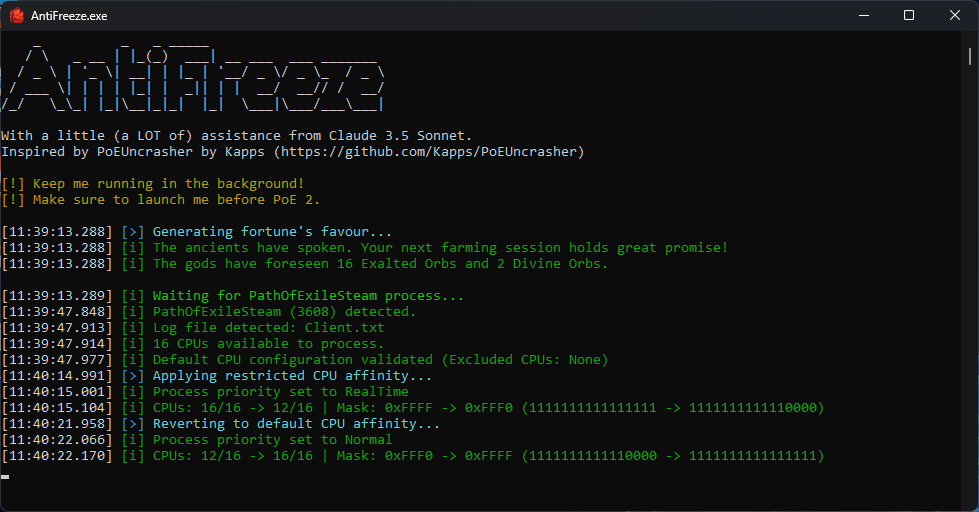 AntiFreeze.exe
AntiFreeze
With a little (a LOT of) assistance from Claude 3.5 Sonnet.
Inspired by PoEUncrasher by Kapps (https://github.com/Kapps/PoEUncrasher)
[!] Keep me running in the background!
[!] Make sure to launch me before PoE 2.
[11:39:13.288] [>] Generating fortune's favour...
[11:39:13.288] [i] The ancients have spoken. Your next farming session holds great promise!
[11:39:13.288] [i] The gods have foreseen 16 Exalted Orbs and 2 Divine Orbs.
[11:39:13.289] [i] Waiting for PathOfExileSteam process...
[11:39:47.848] [i] PathOfExileSteam (3608) detected.
[11:39:47.913] [i] Log file detected: Client.txt
[11:39:47.914] [i] 16 CPUs available to process.
[11:39:47.977] [i] Default CPU configuration validated (Excluded CPUs: None)
[11:40:14.991] [>] Applying restricted CPU affinity...
[11:40:15.001] [i] Process priority set to RealTime
[11:40:15.104] [i] CPUs: 16/16 -> 12/16 | Mask: 0xFFFF -> 0xFFF0 (1111111111111111 -> 1111111111110000)
[11:40:21.958] [>] Reverting to default CPU affinity...
[11:40:22.066] [i] Process priority set to Normal
[11:40:22.170] [i] CPUs: 12/16 -> 16/16 | Mask: 0xFFF0 -> 0xFFFF (1111111111110000 -> 1111111111111111)